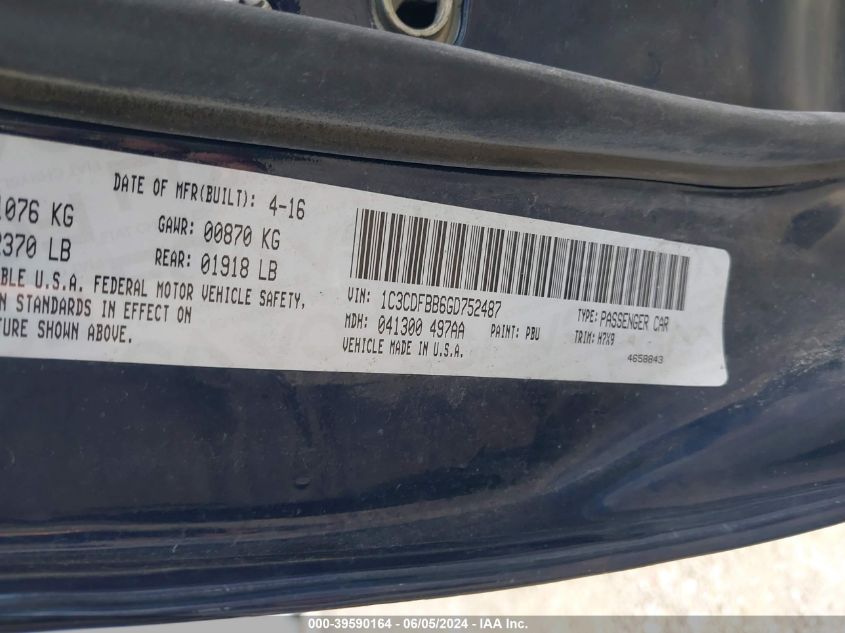 DATE OF MFR(BUILT): 4-16
1076 KG GAWR: 00870 KG
2370 LB REAR: 01918 LB
BLE U.S.A. FEDERAL MOTOR VEHICLE SAFETY,
ON STANDARDS IN EFFECT ON
TURE SHOWN ABOVE.
VIN: 1C3CDFBB6GD752487 TYPE: PASSENGER CAR
MDH: 041300 497AA PAINT: PBU TRIM: H7X9
VEHICLE MADE IN U.S.A. 4658843
000-39590164 - 06/05/2024 - IAA Inc.